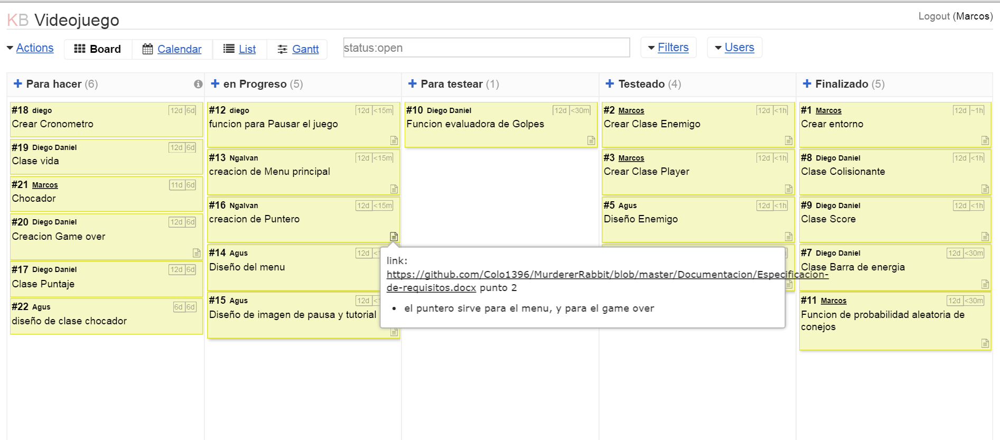 KB Videojuego
Logout (Marcos)
Actions
Board
Calendar
List
Gantt
status:open
Filters
Users
+ Para hacer (6)
#18 diego 12d 6d
Crear Cronometro
#19 Diego Daniel 12d 6d
Clase vida
#21 Marcos 11d 6d
Chocador
#20 Diego Daniel 12d 6d
Creacion Game over
#17 Diego Daniel 12d 6d
Clase Puntaje
#22 Agus 6d 6d
diseño de clase chocador
+ en Progreso (5)
#12 diego 12d <15m
funcion para Pausar el juego
#13 Ngalvan 12d <15m
creacion de Menu principal
#16 Ngalvan 12d <15m
creacion de Puntero
#14 Agus 12d
Diseño del menu
#15 Agus 12d
Diseño de imagen de pausa y tutorial
link:
https://github.com/Colo1396/MurdererRabbit/blob/master/Documentacion/Especificacion-
de-requisitos.docx punto 2
• el puntero sirve para el menu, y para el game over
+ Para testear (1)
#10 Diego Daniel 12d <30m
Funcion evaluadora de Golpes
+ Testeado (4)
#2 Marcos 12d <1h
Crear Clase Enemigo
#3 Marcos 12d <1h
Crear Clase Player
#5 Agus 12d <1h
Diseño Enemigo
+ Finalizado (5)
#1 Marcos 12d ~1h
Crear entorno
#8 Diego Daniel 12d <1h
Clase Colisionante
#9 Diego Daniel 12d <1h
Clase Score
#7 Diego Daniel 12d <30m
Clase Barra de energia
#11 Marcos 12d <30m
Funcion de probabilidad aleatoria de
conejos